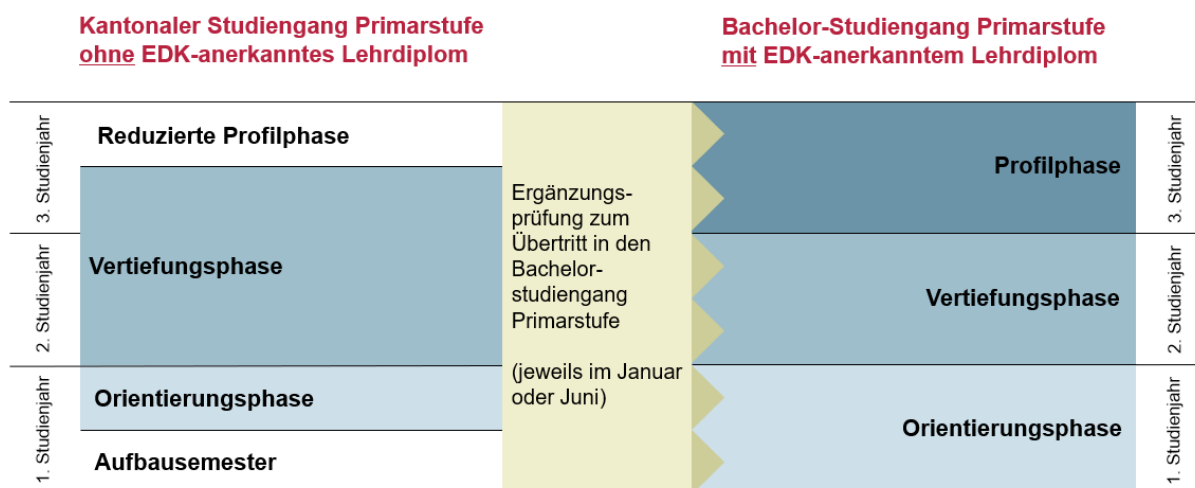 Kantonaler Studiengang Primarstufe
ohne EDK-anerkanntes Lehrdiplom
Bachelor-Studiengang Primarstufe
mit EDK-anerkanntem Lehrdiplom
3. Studienjahr
2. Studienjahr
1. Studienjahr
Reduzierte Profilphase
Vertiefungsphase
Orientierungsphase
Aufbausemester
Ergänzungs-
prüfung zum
Übertritt in den
Bachelor-
studiengang
Primarstufe
(jeweils im Januar
oder Juni)
Profilphase
Vertiefungsphase
Orientierungsphase
3. Studienjahr
2. Studienjahr
1. Studienjahr